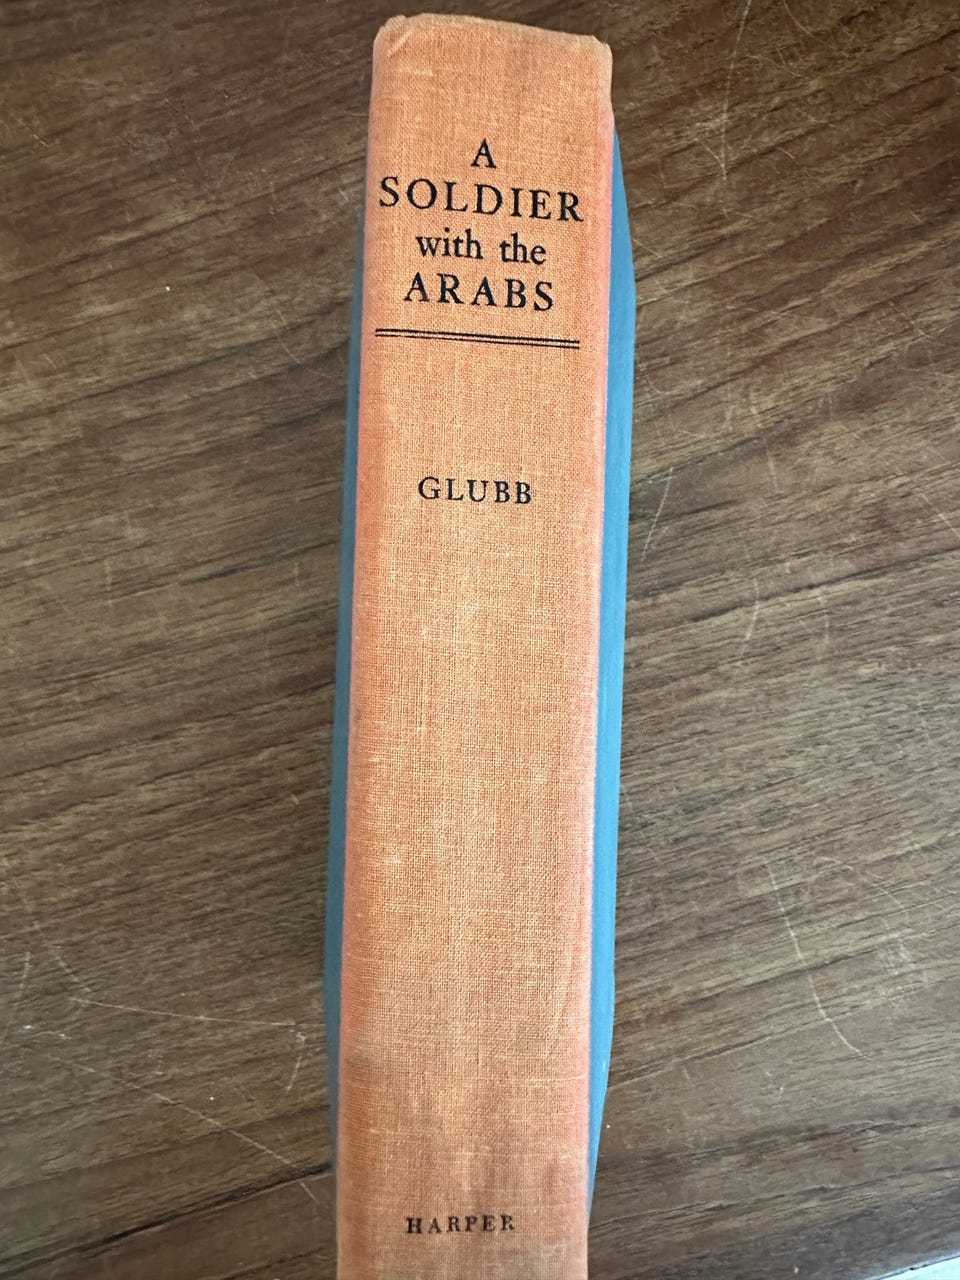 A
SOLDIER
with the
ARABS
GLUBB
HARPER